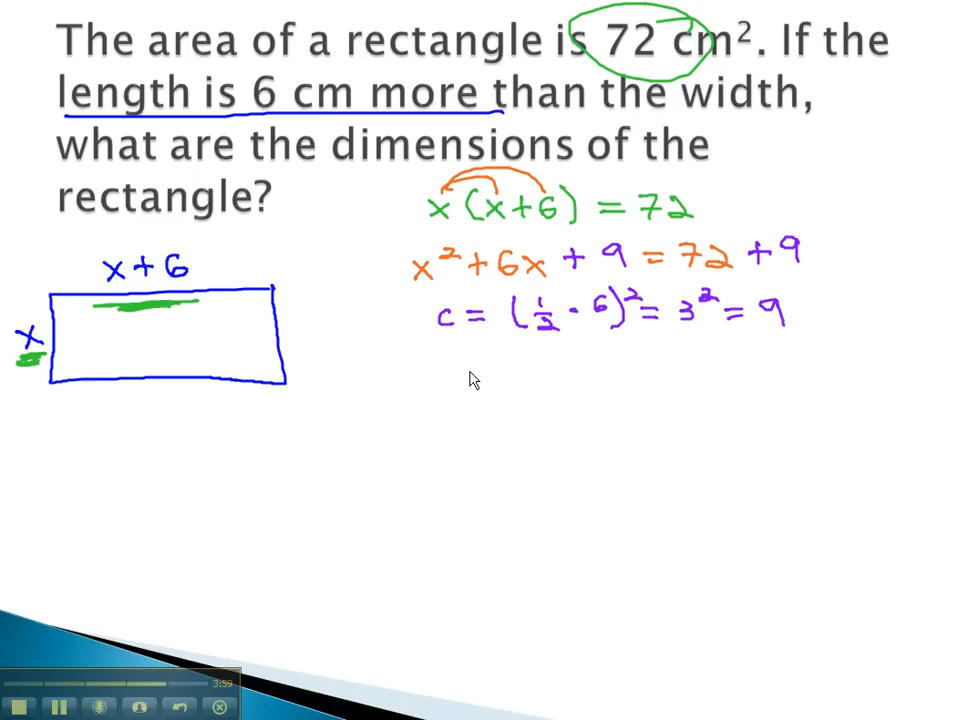 The area of a rectangle is 72 cm². If the
length is 6 cm more than the width,
what are the dimensions of the
rectangle?
x (x + 6) = 72
x² + 6x + 9 = 72 + 9
c = (1/2 · 6)² = 3² = 9
x + 6
x
3:59